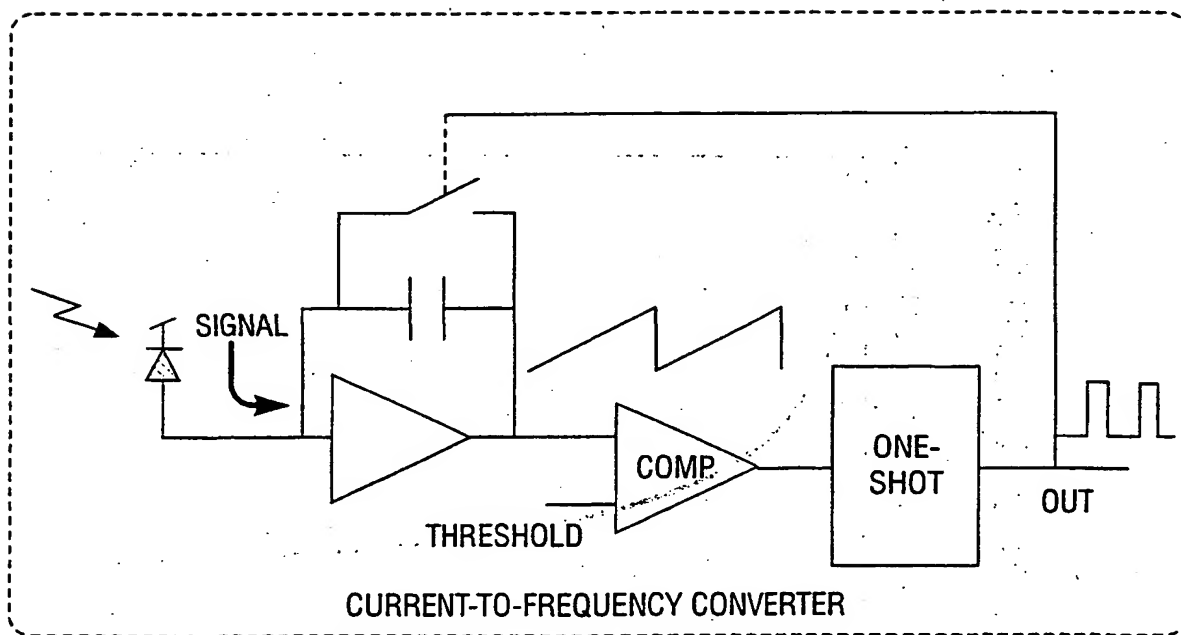 SIGNAL
COMP.
THRESHOLD
ONE-
SHOT
OUT
CURRENT-TO-FREQUENCY CONVERTER